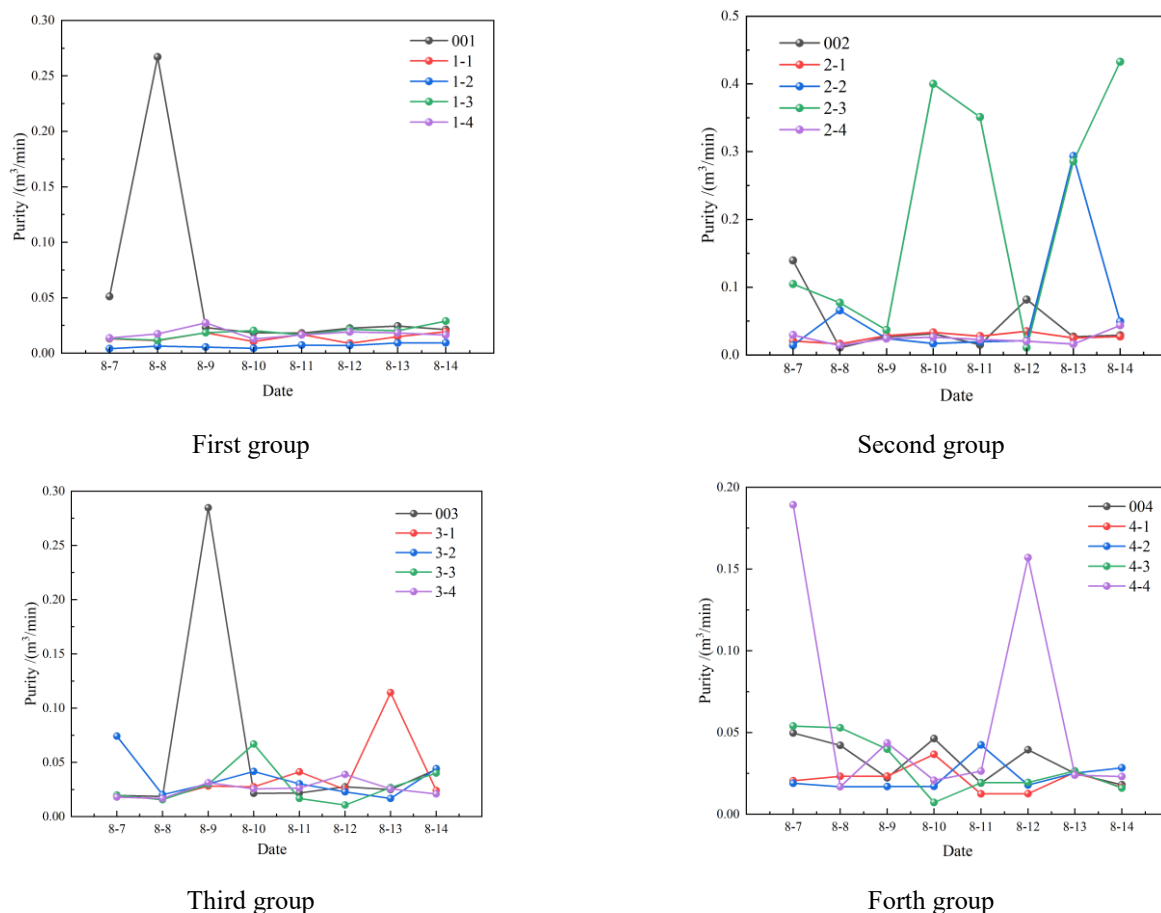 0.30
0.25
0.20
0.15
0.10
0.05
0.00
Purity /(m³/min)
001
1-1
1-2
1-3
1-4
8-7 8-8 8-9 8-10 8-11 8-12 8-13 8-14
Date
First group
0.5
0.4
0.3
0.2
0.1
0.0
Purity /(m³/min)
002
2-1
2-2
2-3
2-4
8-7 8-8 8-9 8-10 8-11 8-12 8-13 8-14
Date
Second group
0.30
0.25
0.20
0.15
0.10
0.05
0.00
Purity /(m³/min)
003
3-1
3-2
3-3
3-4
8-7 8-8 8-9 8-10 8-11 8-12 8-13 8-14
Date
Third group
0.20
0.15
0.10
0.05
0.00
Purity /(m³/min)
004
4-1
4-2
4-3
4-4
8-7 8-8 8-9 8-10 8-11 8-12 8-13 8-14
Date
Forth group